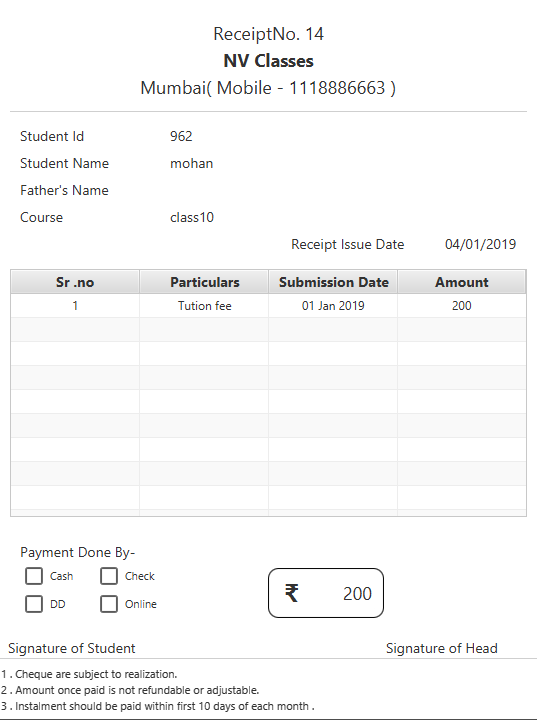 ReceiptNo. 14
NV Classes
Mumbai( Mobile - 1118886663 )
Student Id 962
Student Name mohan
Father's Name
Course class10
Receipt Issue Date 04/01/2019
Sr .no Particulars Submission Date Amount
1 Tution fee 01 Jan 2019 200
Payment Done By-
Cash Check
DD Online
₹ 200
Signature of Student Signature of Head
1 . Cheque are subject to realization.
2 . Amount once paid is not refundable or adjustable.
3 . Instalment should be paid within first 10 days of each month .